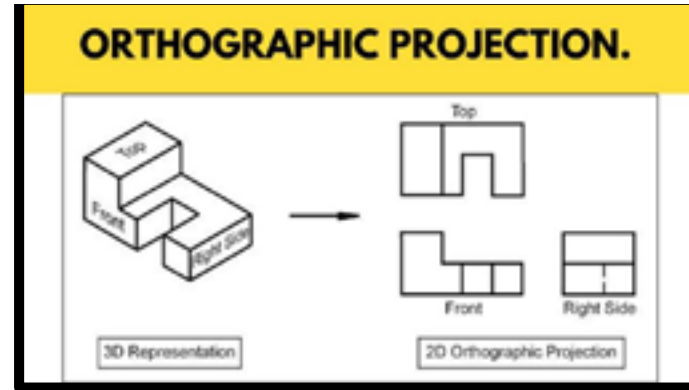 ORTHOGRAPHIC PROJECTION.
Top
Front
Right Side
3D Representation
Top
Front
Right Side
2D Orthographic Projection